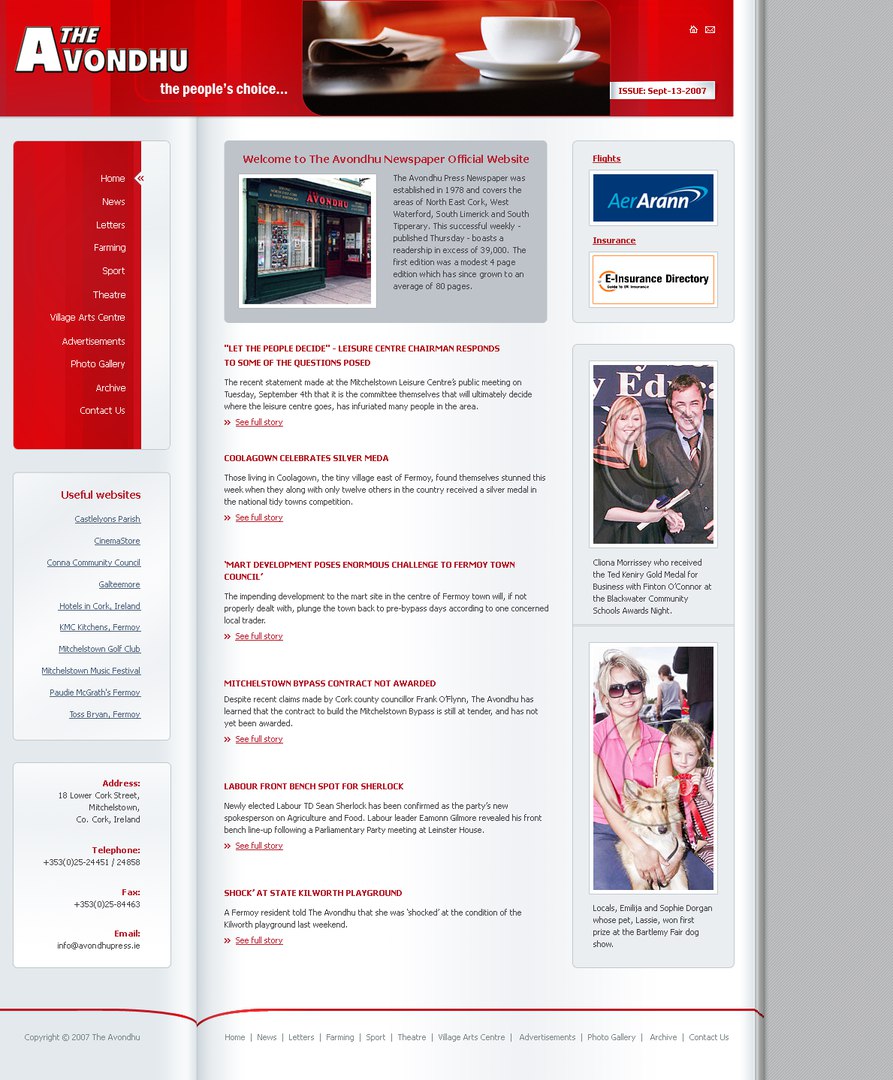 THE
AVONDHU
the people's choice...
ISSUE: Sept-13-2007
Home
News
Letters
Farming
Sport
Theatre
Village Arts Centre
Advertisements
Photo Gallery
Archive
Contact Us
Useful websites
Castlelyons Parish
CinemaStore
Conna Community Council
Galteemore
Hotels in Cork, Ireland
KMC Kitchens, Fermoy
Mitchelstown Golf Club
Mitchelstown Music Festival
Paudie McGrath's Fermoy
Toss Bryan, Fermoy
Address:
18 Lower Cork Street,
Mitchelstown,
Co. Cork, Ireland
Telephone:
+353(0)25-24451 / 24858
Fax:
+353(0)25-84463
Email:
info@avondhupress.ie
Welcome to The Avondhu Newspaper Official Website
AVONDHU
The Avondhu Press Newspaper was
established in 1978 and covers the
areas of North East Cork, West
Waterford, South Limerick and South
Tipperary. This successful weekly -
published Thursday - boasts a
readership in excess of 39,000. The
first edition was a modest 4 page
edition which has since grown to an
average of 80 pages.
"LET THE PEOPLE DECIDE" - LEISURE CENTRE CHAIRMAN RESPONDS
TO SOME OF THE QUESTIONS POSED
The recent statement made at the Mitchelstown Leisure Centre's public meeting on
Tuesday, September 4th that it is the committee themselves that will ultimately decide
where the leisure centre goes, has infuriated many people in the area.
See full story
COOLAGOWN CELEBRATES SILVER MEDA
Those living in Coolagown, the tiny village east of Fermoy, found themselves stunned this
week when they along with only twelve others in the country received a silver medal in
the national tidy towns competition.
See full story
'MART DEVELOPMENT POSES ENORMOUS CHALLENGE TO FERMOY TOWN
COUNCIL'
The impending development to the mart site in the centre of Fermoy town will, if not
properly dealt with, plunge the town back to pre-bypass days according to one concerned
local trader.
See full story
MITCHELSTOWN BYPASS CONTRACT NOT AWARDED
Despite recent claims made by Cork county councillor Frank O'Flynn, The Avondhu has
learned that the contract to build the Mitchelstown Bypass is still at tender, and has not
yet been awarded.
See full story
LABOUR FRONT BENCH SPOT FOR SHERLOCK
Newly elected Labour TD Sean Sherlock has been confirmed as the party's new
spokesperson on Agriculture and Food. Labour leader Eamonn Gilmore revealed his front
bench line-up following a Parliamentary Party meeting at Leinster House.
See full story
SHOCK' AT STATE KILWORTH PLAYGROUND
A Fermoy resident told The Avondhu that she was 'shocked' at the condition of the
Kilworth playground last weekend.
See full story
Flights
AerArann
Insurance
E-Insurance Directory
Guide to UK Insurance
y Educa
Cliona Morrissey who received
the Ted Keniry Gold Medal for
Business with Finton O'Connor at
the Blackwater Community
Schools Awards Night.
Locals, Emilija and Sophie Dorgan
whose pet, Lassie, won first
prize at the Bartlemy Fair dog
show.
Copyright © 2007 The Avondhu
Home | News | Letters | Farming | Sport | Theatre | Village Arts Centre | Advertisements | Photo Gallery | Archive | Contact Us